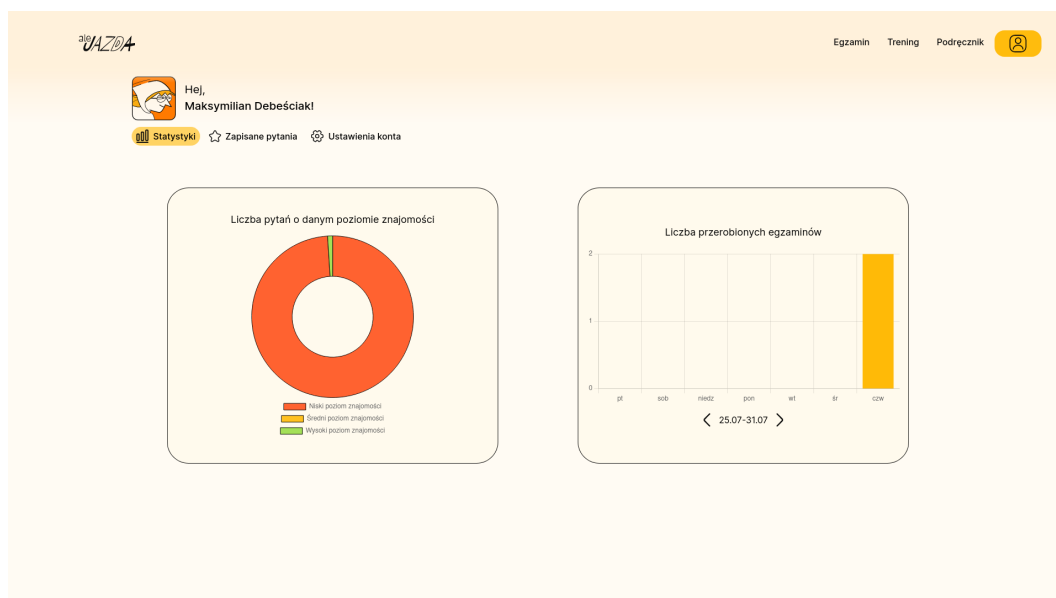 ale JAZDA
Egzamin Trening Podręcznik
Hej,
Maksymilian Debeściak!
Statystyki Zapisane pytania Ustawienia konta
Liczba pytań o danym poziomie znajomości
Niski poziom znajomości
Średni poziom znajomości
Wysoki poziom znajomości
Liczba przerobionych egzaminów
2
1
0
pt sob niedz pon wt śr czw
25.07-31.07